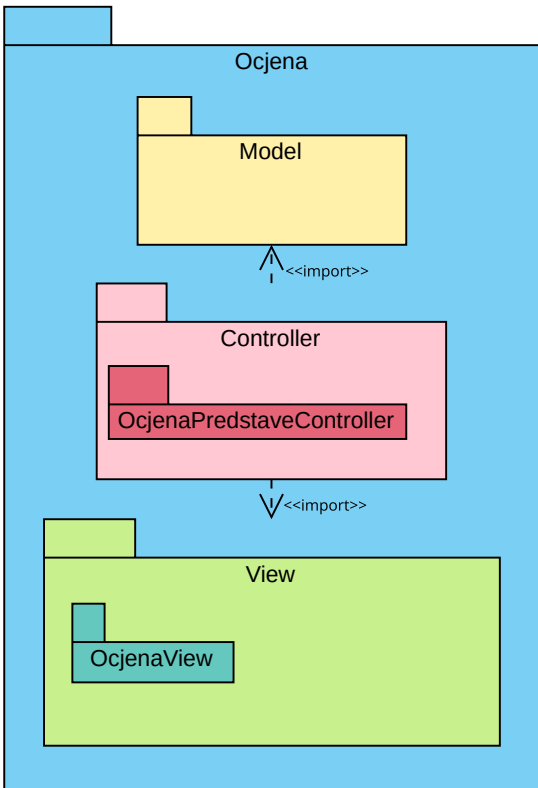 Ocjena
Model
<<import>>
Controller
OcjenaPredstaveController
<<import>>
View
OcjenaView